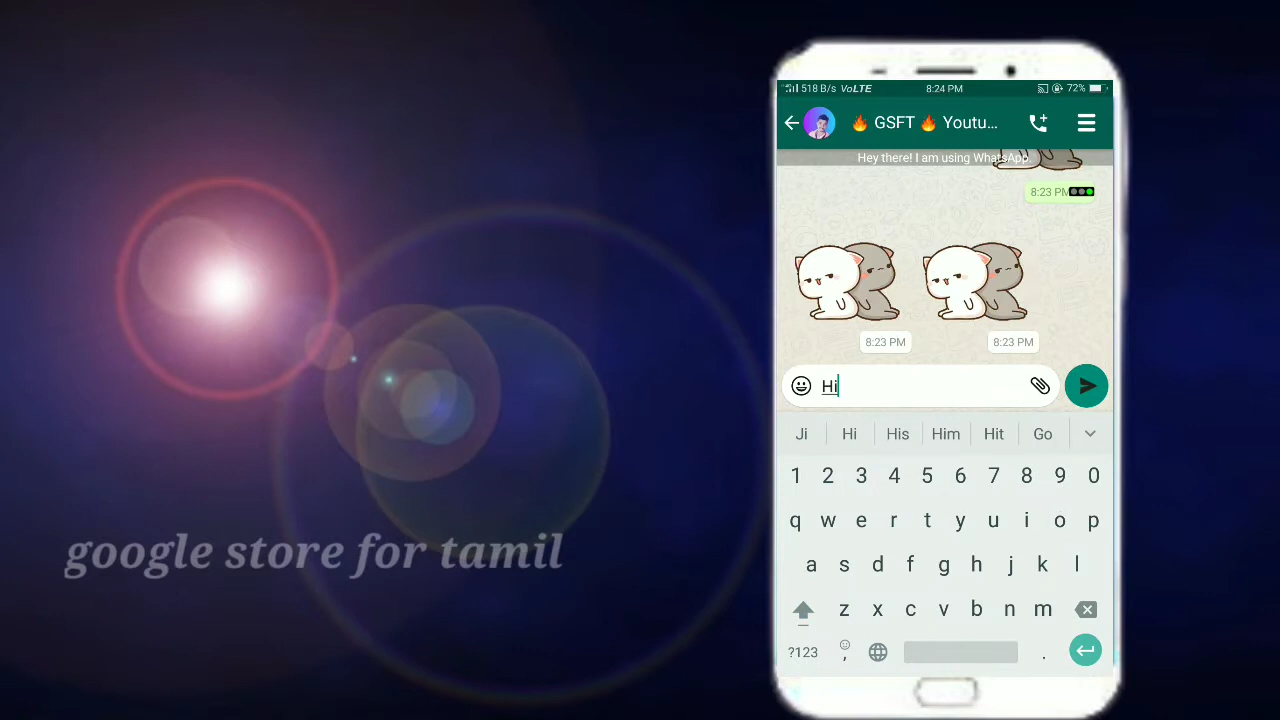 google store for tamil
518 B/s VoLTE 8:24 PM 72%
🔥 GSFT 🔥 Youtu...
Hey there! I am using WhatsApp.
8:23 PM
8:23 PM 8:23 PM
Hi
Ji Hi His Him Hit Go
1 2 3 4 5 6 7 8 9 0
q w e r t y u i o p
a s d f g h j k l
z x c v b n m
?123 , .